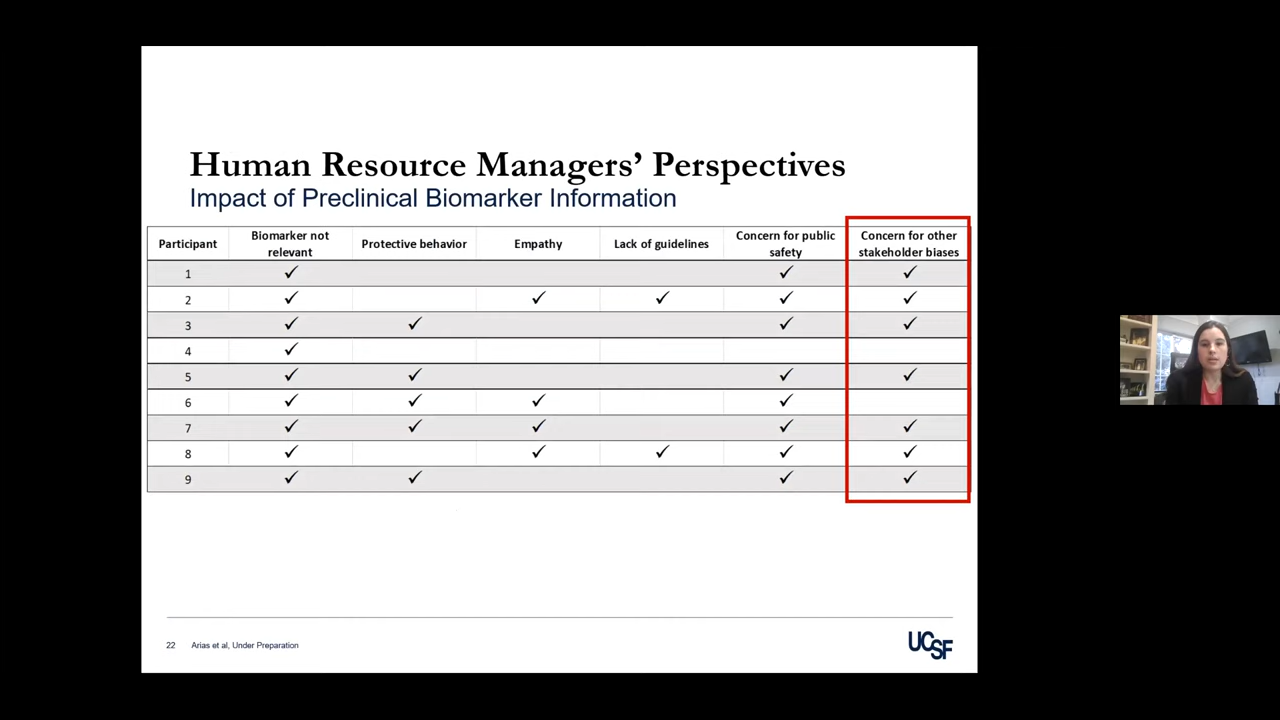 Human Resource Managers’ Perspectives
Impact of Preclinical Biomarker Information
Participant Biomarker not relevant Protective behavior Empathy Lack of guidelines Concern for public safety Concern for other stakeholder biases
1 ✓ ✓ ✓
2 ✓ ✓ ✓ ✓ ✓
3 ✓ ✓ ✓ ✓
4 ✓
5 ✓ ✓ ✓ ✓
6 ✓ ✓ ✓ ✓
7 ✓ ✓ ✓ ✓ ✓
8 ✓ ✓ ✓ ✓ ✓
9 ✓ ✓ ✓ ✓
22 Arias et al, Under Preparation
UCSF